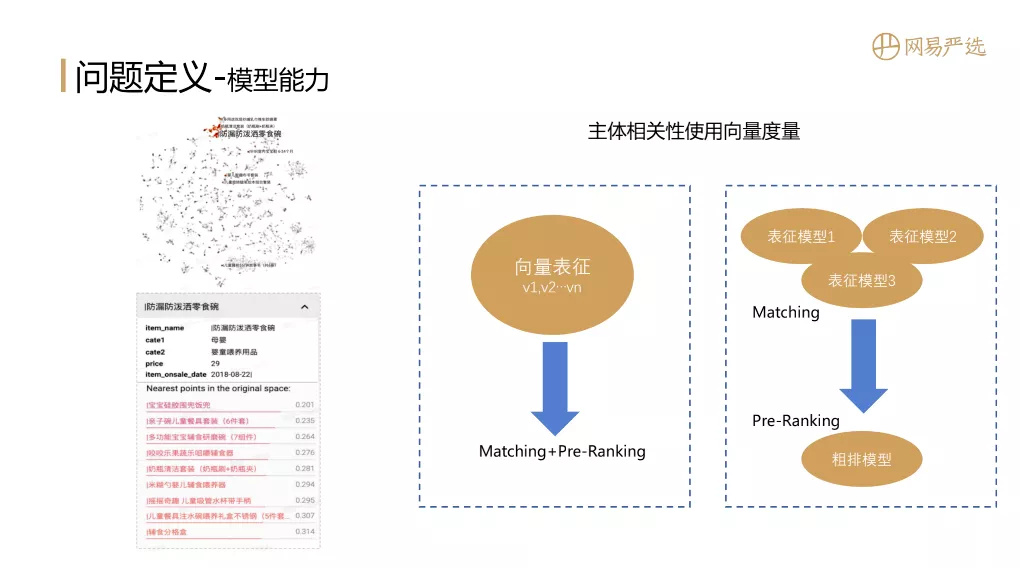 网易严选
问题定义-模型能力
|防漏防泼洒零食碗
主体相关性使用向量度量
向量表征
v1,v2…vn
Matching+Pre-Ranking
表征模型1
表征模型2
表征模型3
Matching
Pre-Ranking
粗排模型
|防漏防泼洒零食碗
item_name |防漏防泼洒零食碗
cate1 母婴
cate2 婴童喂养用品
price 29
item_onsale_date 2018-08-22|
Nearest points in the original space:
|宝宝硅胶围兜饭兜 0.201
|亲子碗儿童餐具套装（6件套） 0.235
|多功能宝宝辅食研磨碗（7组件） 0.264
|咬咬乐果蔬乐咀嚼辅食器 0.276
|奶瓶清洁套装（奶瓶刷+奶瓶夹） 0.281
|米糊勺婴儿辅食喂养器 0.294
|摇摇奇趣 儿童吸管水杯带手柄 0.295
|儿童餐具注水碗喂养礼盒不锈钢（5件套... 0.307
|辅食分格盒 0.314